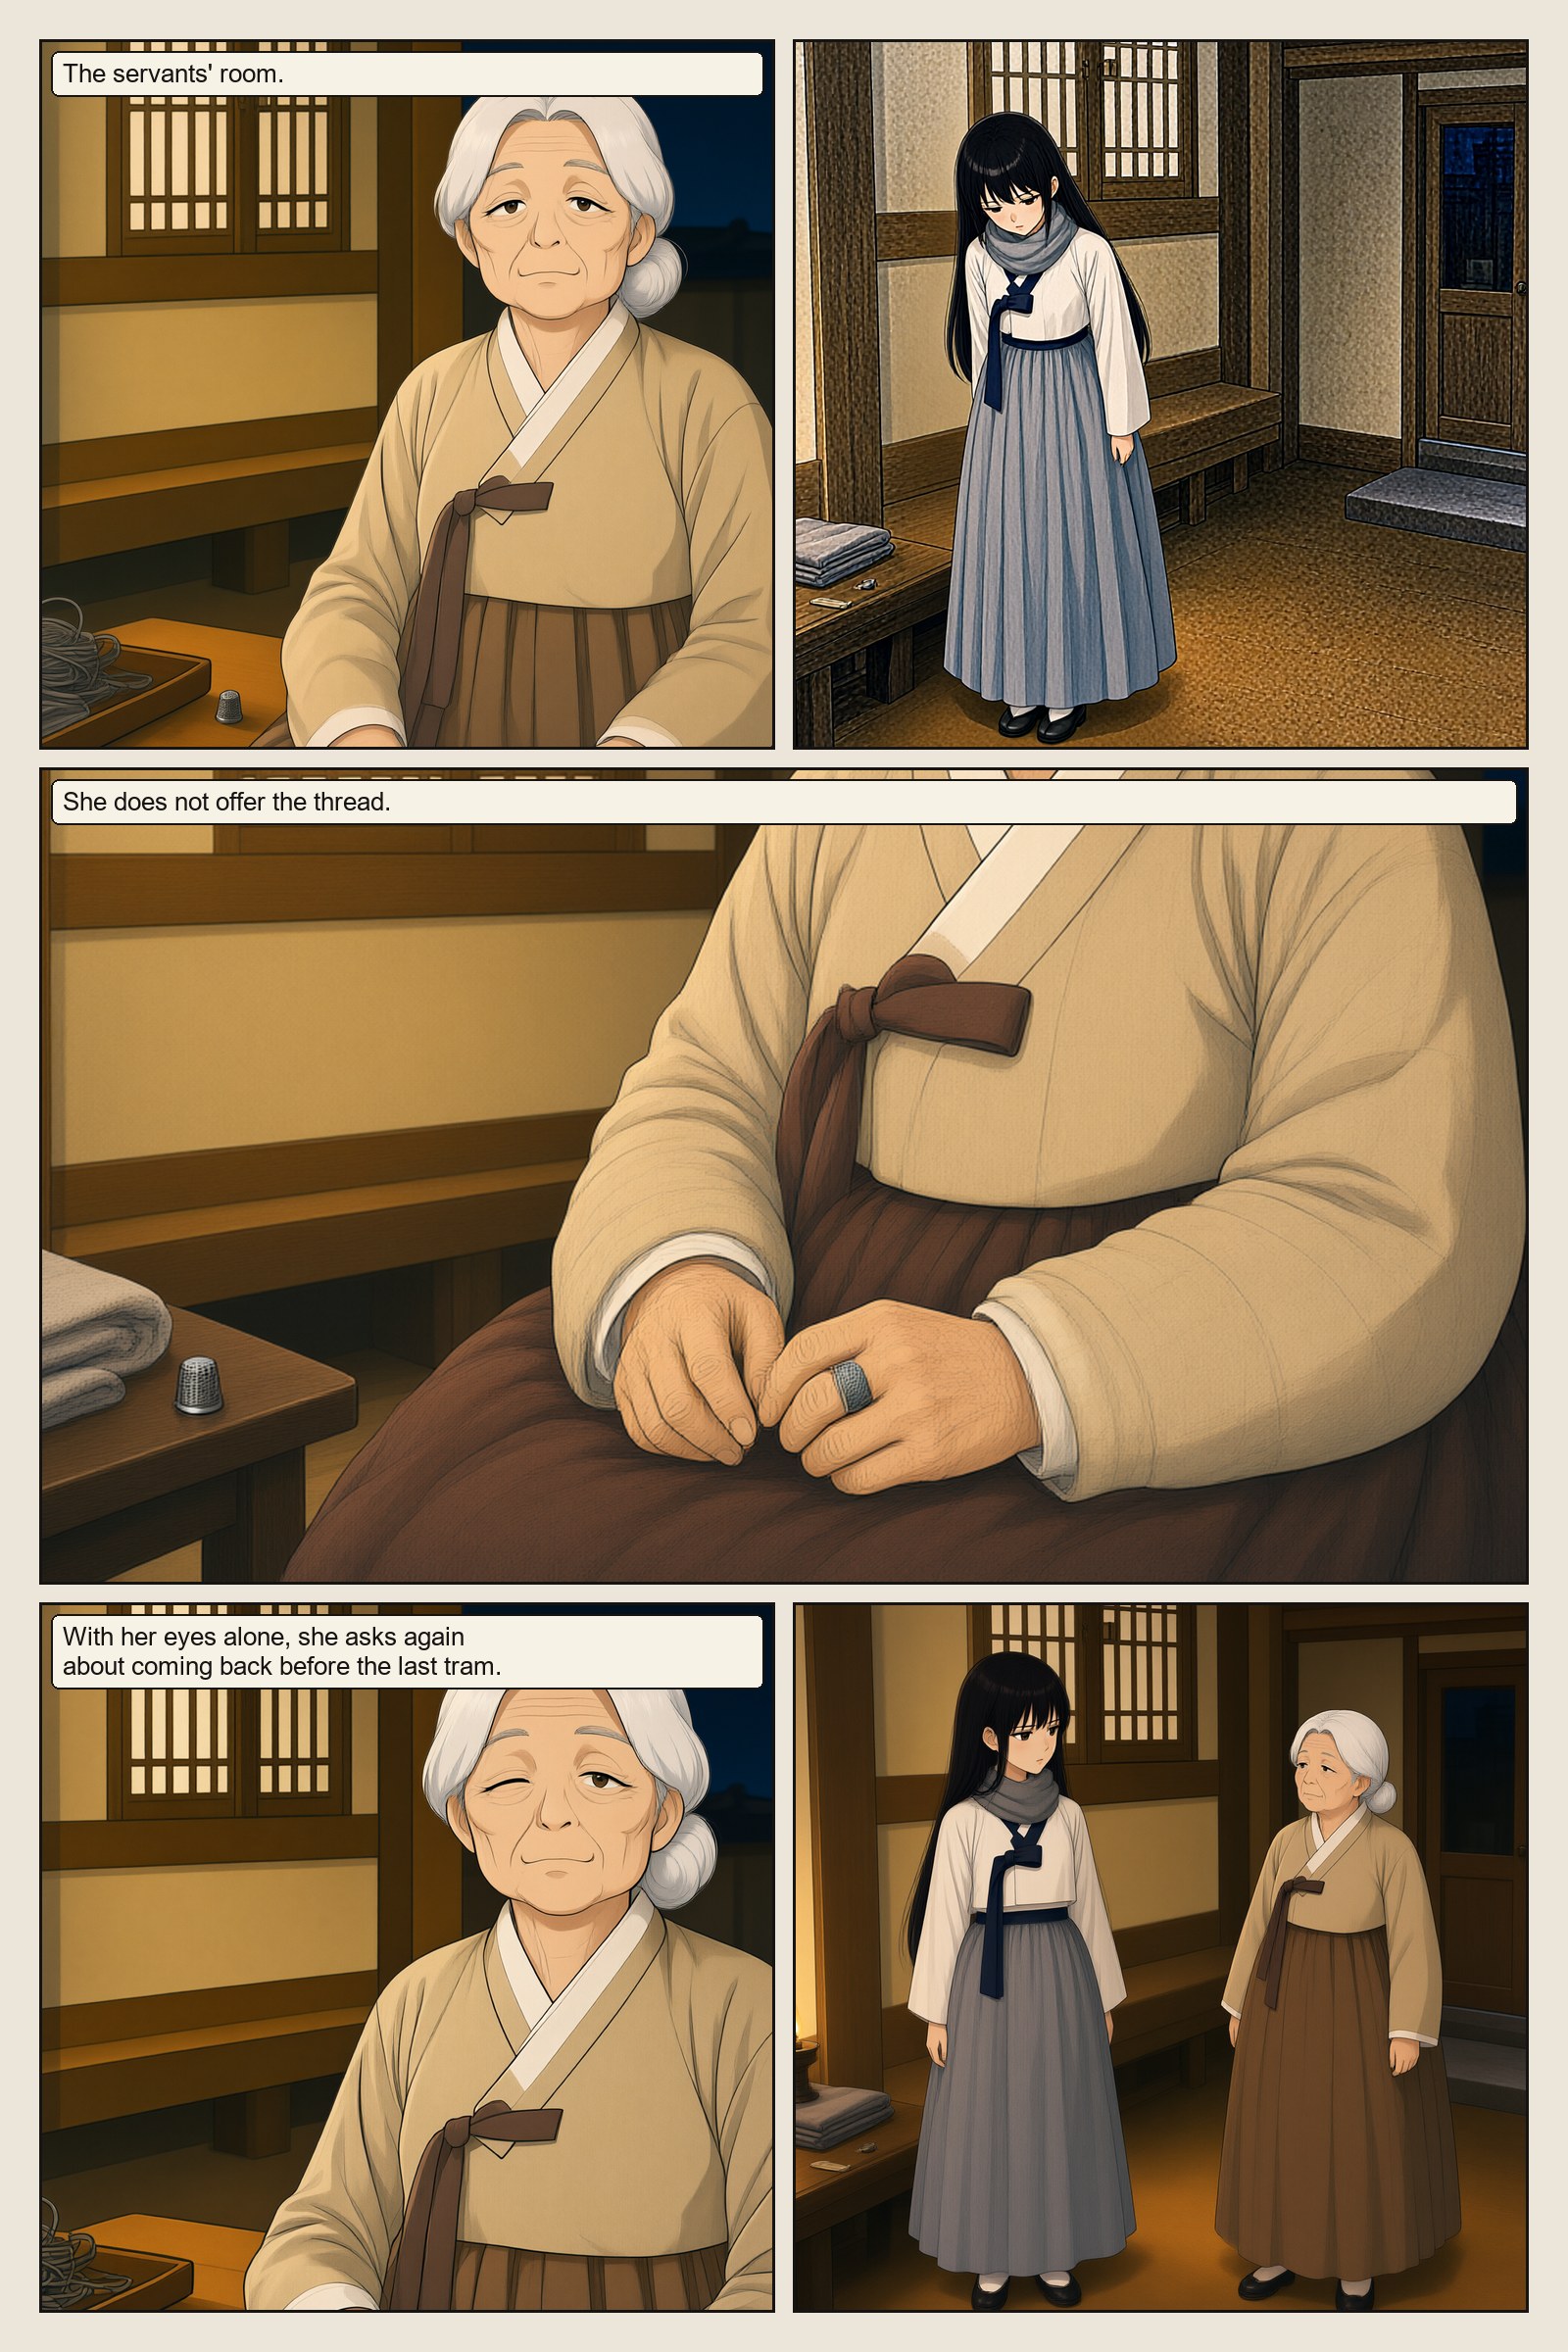 The servants' room.
She does not offer the thread.
With her eyes alone, she asks again
about coming back before the last tram.